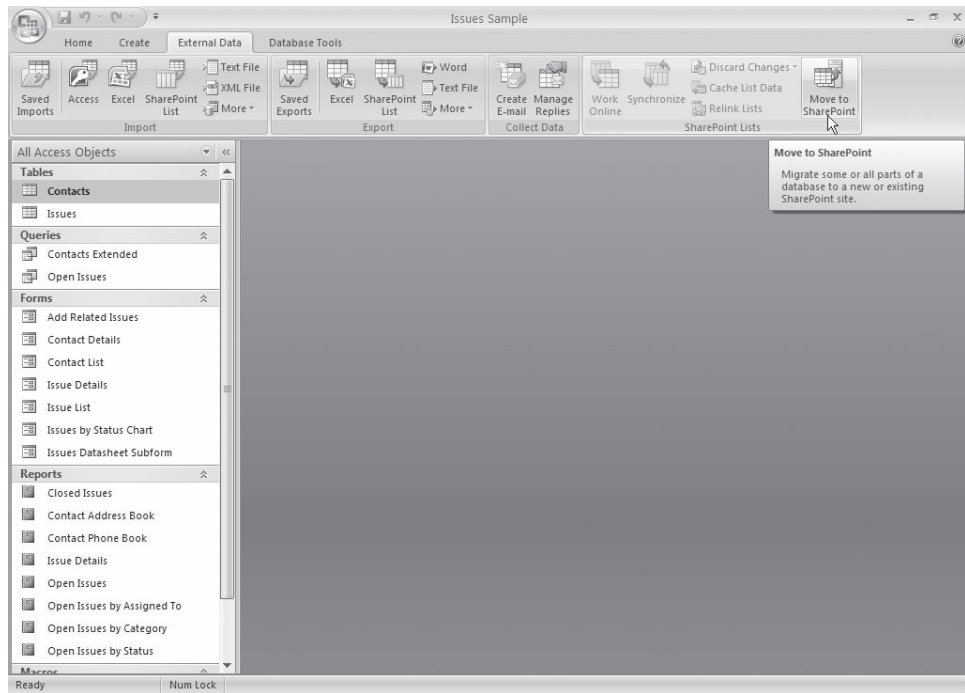 Issues Sample
Home Create External Data Database Tools
Saved Imports
Access
Excel
SharePoint List
Text File
XML File
More
Import
Saved Exports
Excel
SharePoint List
Word
Text File
More
Export
Create E-mail
Manage Replies
Collect Data
Work Online
Synchronize
Discard Changes
Cache List Data
Relink Lists
Move to SharePoint
SharePoint Lists
Move to SharePoint
Migrate some or all parts of a
database to a new or existing
SharePoint site.
All Access Objects
Tables
Contacts
Issues
Queries
Contacts Extended
Open Issues
Forms
Add Related Issues
Contact Details
Contact List
Issue Details
Issue List
Issues by Status Chart
Issues Datasheet Subform
Reports
Closed Issues
Contact Address Book
Contact Phone Book
Issue Details
Open Issues
Open Issues by Assigned To
Open Issues by Category
Open Issues by Status
Macros
Ready Num Lock